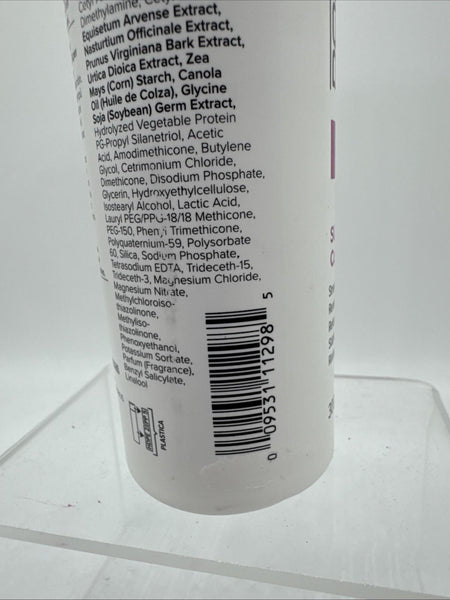 Dimethylamine,
Equisetum Arvense Extract,
Nasturtium Officinale Extract,
Prunus Virginiana Bark Extract,
Urtica Dioica Extract, Zea
Mays (Corn) Starch, Canola
Oil (Huile de Colza), Glycine
Soja (Soybean) Germ Extract,
Hydrolyzed Vegetable Protein
PG-Propyl Silanetriol, Acetic
Acid, Amodimethicone, Butylene
Glycol, Cetrimonium Chloride,
Dimethicone, Disodium Phosphate,
Glycerin, Hydroxyethylcellulose,
Isostearyl Alcohol, Lactic Acid,
Lauryl PEG/PPG-18/18 Methicone,
PEG-150, Phenyl Trimethicone,
Polyquaternium-59, Polysorbate
60, Silica, Sodium Phosphate,
Tetrasodium EDTA, Trideceth-15,
Trideceth-3, Magnesium Chloride,
Magnesium Nitrate,
Methylchloroiso-
thiazolinone,
Methyliso-
thiazolinone,
Phenoxyethanol,
Potassium Sorbate,
Parfum (Fragrance),
Benzyl Salicylate,
Linalool
PLASTICA
0 09531 11298 5